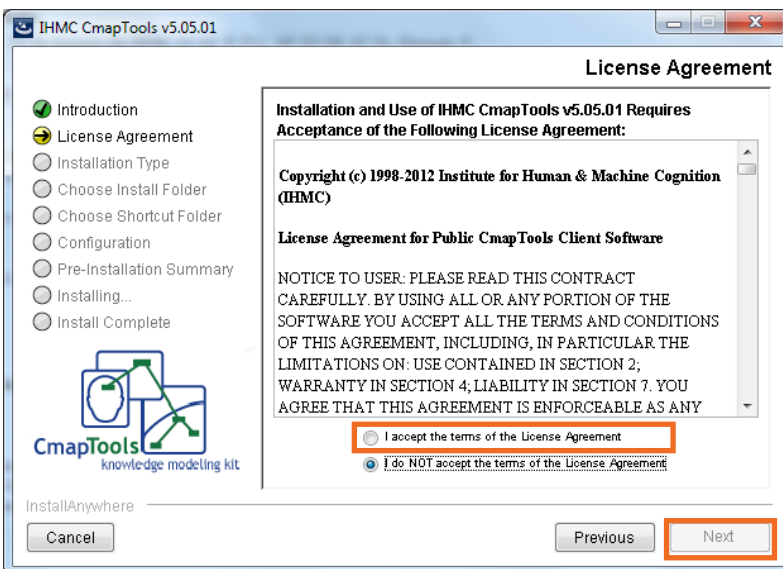 IHMC CmapTools v5.05.01
License Agreement
Introduction
License Agreement
Installation Type
Choose Install Folder
Choose Shortcut Folder
Configuration
Pre-Installation Summary
Installing...
Install Complete
CmapTools
knowledge modeling kit
Installation and Use of IHMC CmapTools v5.05.01 Requires
Acceptance of the Following License Agreement:
Copyright (c) 1998-2012 Institute for Human & Machine Cognition
(IHMC)
License Agreement for Public CmapTools Client Software
NOTICE TO USER: PLEASE READ THIS CONTRACT
CAREFULLY. BY USING ALL OR ANY PORTION OF THE
SOFTWARE YOU ACCEPT ALL THE TERMS AND CONDITIONS
OF THIS AGREEMENT, INCLUDING, IN PARTICULAR THE
LIMITATIONS ON: USE CONTAINED IN SECTION 2;
WARRANTY IN SECTION 4; LIABILITY IN SECTION 7. YOU
AGREE THAT THIS AGREEMENT IS ENFORCEABLE AS ANY
I accept the terms of the License Agreement
I do NOT accept the terms of the License Agreement
InstallAnywhere
Cancel
Previous
Next